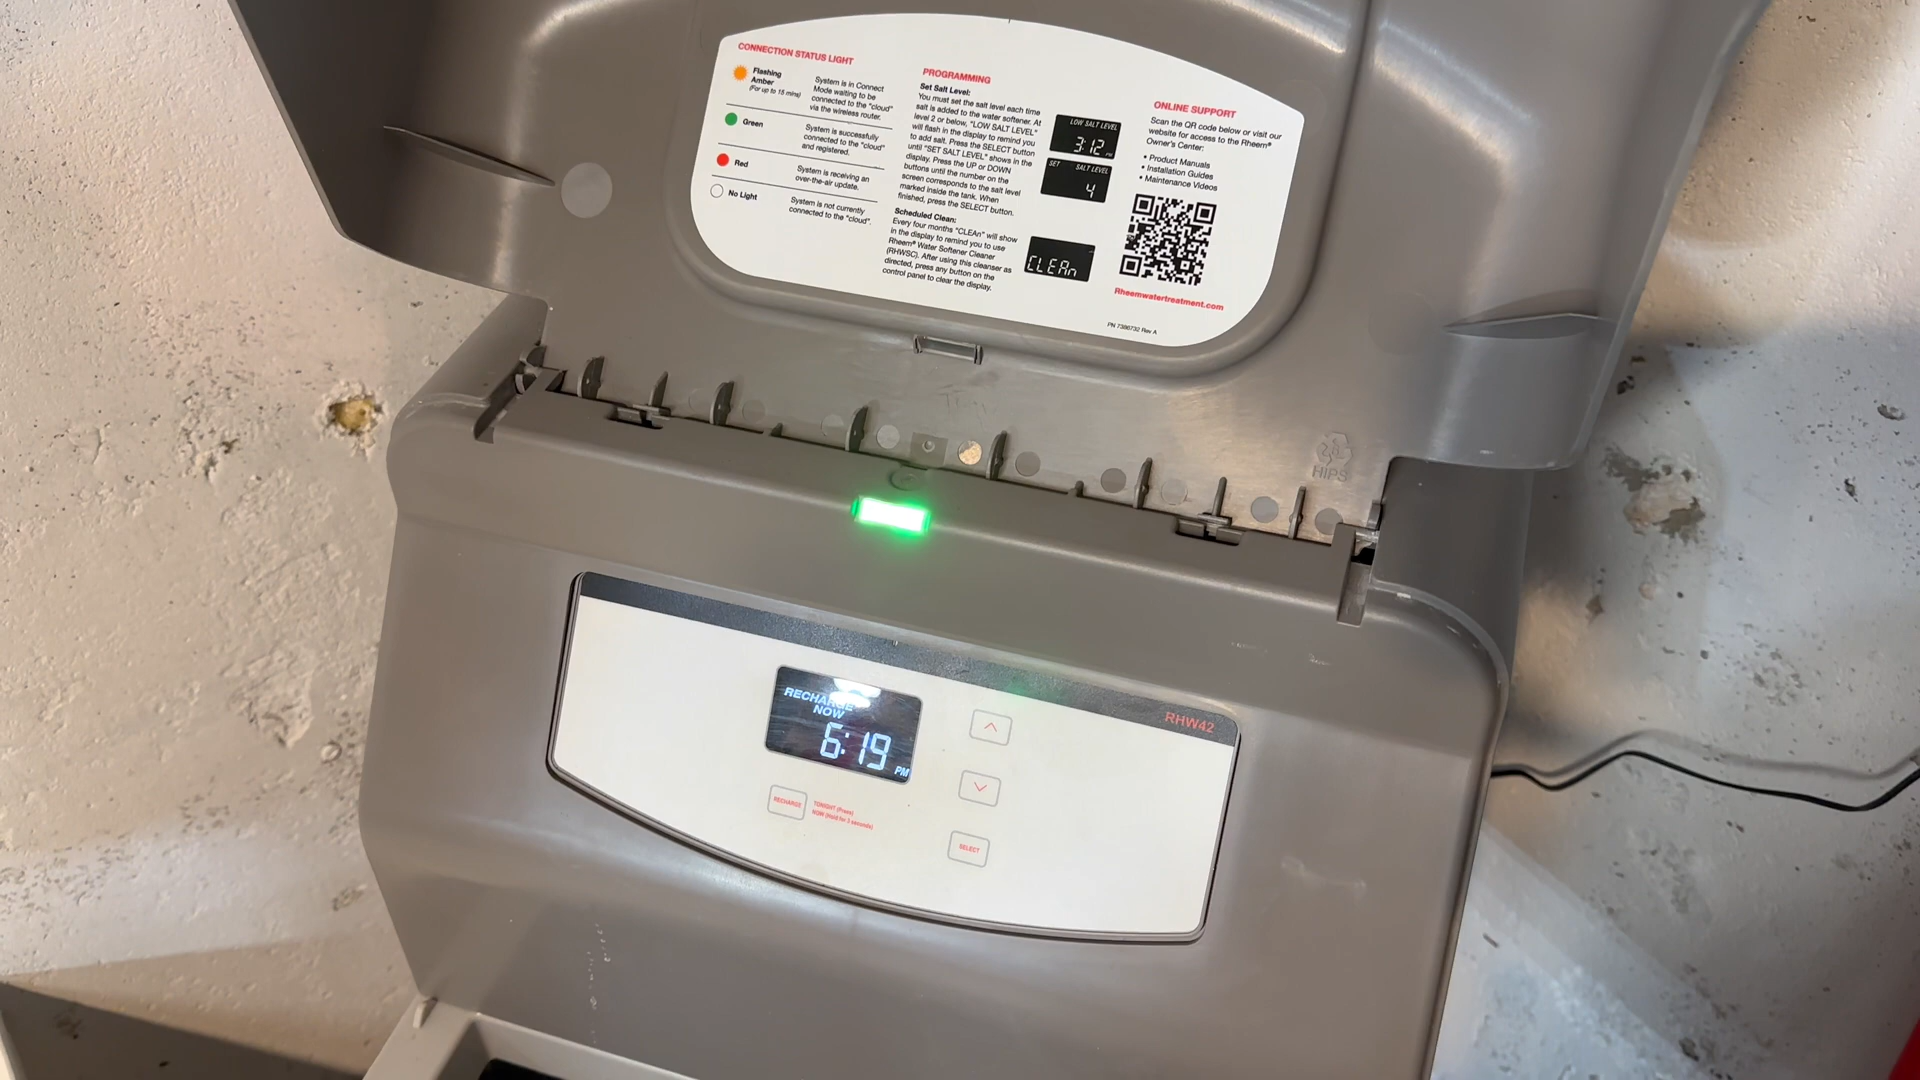 CONNECTION STATUS LIGHT
Flashing
Amber
(For up to 15 mins)
System is in Connect
Mode waiting to be
connected to the "cloud"
via the wireless router.
Green
System is successfully
connected to the "cloud"
and registered.
Red
System is receiving an
over-the-air update.
No Light
System is not currently
connected to the "cloud".
PROGRAMMING
Set Salt Level:
You must set the salt level each time
salt is added to the water softener. At
level 2 or below, "LOW SALT LEVEL"
will flash in the display to remind you
to add salt. Press the SELECT button
until "SET SALT LEVEL" shows in the
display. Press the UP or DOWN
buttons until the number on the
screen corresponds to the salt level
marked inside the tank. When
finished, press the SELECT button.
Scheduled Clean:
Every four months "CLEAn" will show
in the display to remind you to use
Rheem® Water Softener Cleaner
(RHWSC). After using this cleanser as
directed, press any button on the
control panel to clear the display.
LOW SALT LEVEL
3:12 PM
SET SALT LEVEL
4
CLEAn
ONLINE SUPPORT
Scan the QR code below or visit our
website for access to the Rheem®
Owner's Center:
• Product Manuals
• Installation Guides
• Maintenance Videos
Rheemwatertreatment.com
PN 7386732 Rev A
HIPS
RHW42
RECHARGE
NOW
6:19 PM
RECHARGE
TONIGHT (Press)
NOW (Hold for 3 seconds)
SELECT